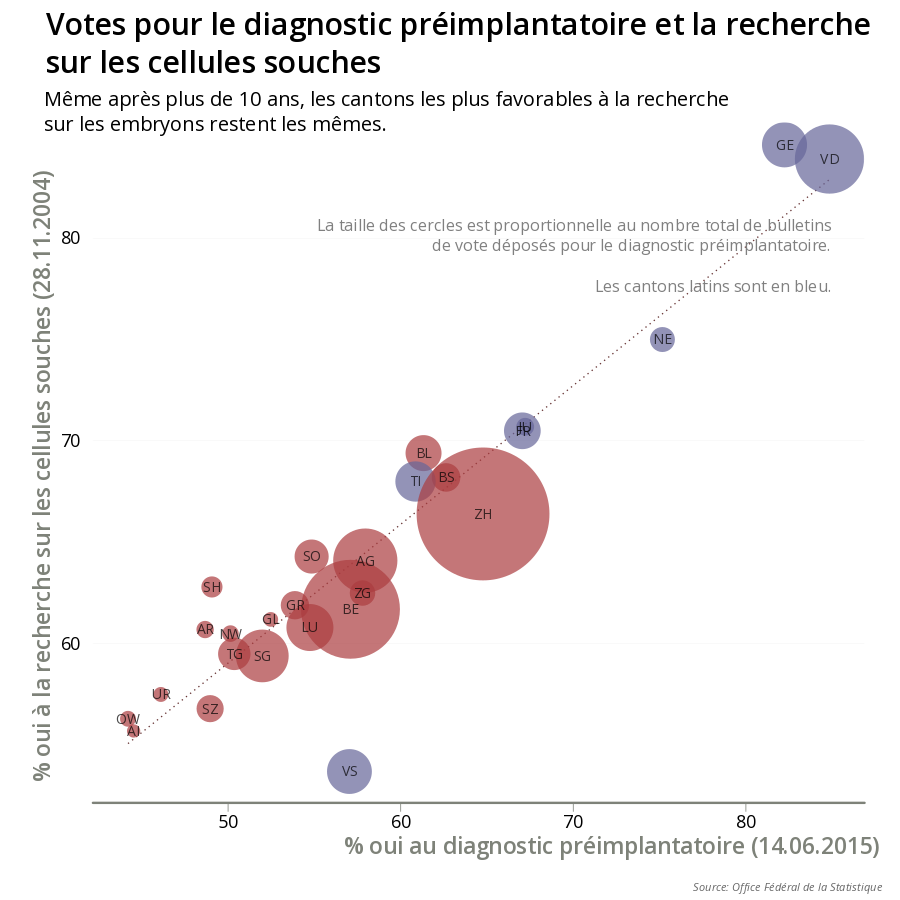 Votes pour le diagnostic préimplantatoire et la recherche
sur les cellules souches
Même après plus de 10 ans, les cantons les plus favorables à la recherche
sur les embryons restent les mêmes.
% oui à la recherche sur les cellules souches (28.11.2004)
GE
VD
La taille des cercles est proportionnelle au nombre total de bulletins
80
de vote déposés pour le diagnostic préimplantatoire.
Les cantons latins sont en bleu.
NE
JU
FR
70
BL
BS
TI
ZH
SO
AG
SH
ZG
GR
BE
GL
LU
AR
NW
60
TG
SG
UR
SZ
OW
AI
VS
50
60
70
80
% oui au diagnostic préimplantatoire (14.06.2015)
Source: Office Fédéral de la Statistique